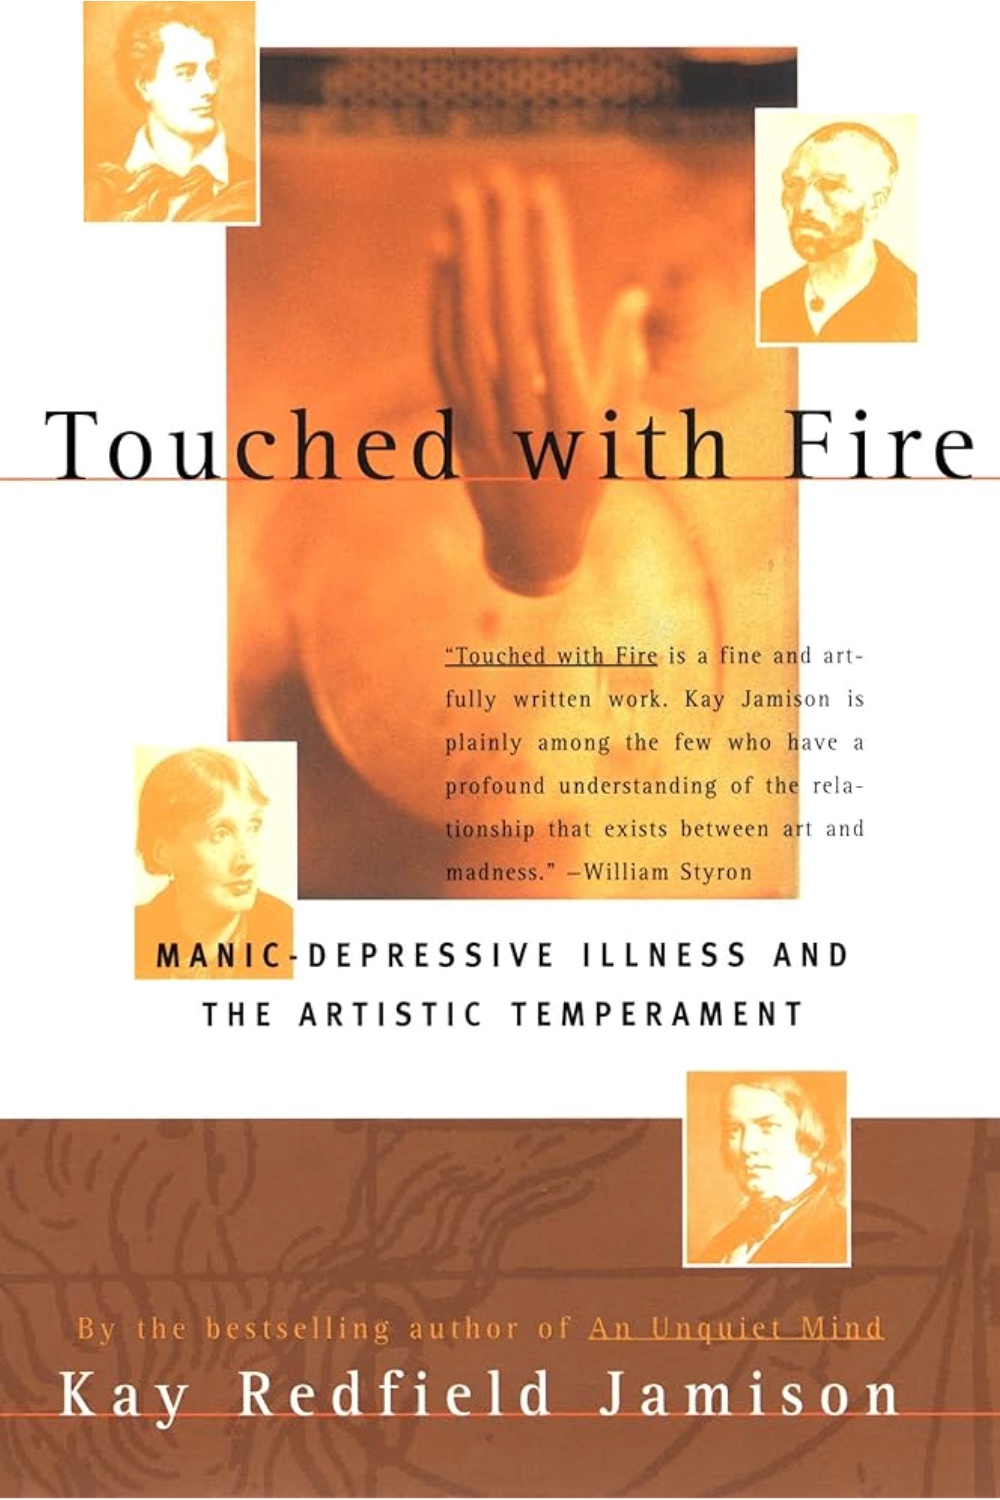 Touched with Fire
“Touched with Fire is a fine and art-
fully written work. Kay Jamison is
plainly among the few who have a
profound understanding of the rela-
tionship that exists between art and
madness.” –William Styron
MANIC-DEPRESSIVE ILLNESS AND
THE ARTISTIC TEMPERAMENT
By the bestselling author of An Unquiet Mind
Kay Redfield Jamison